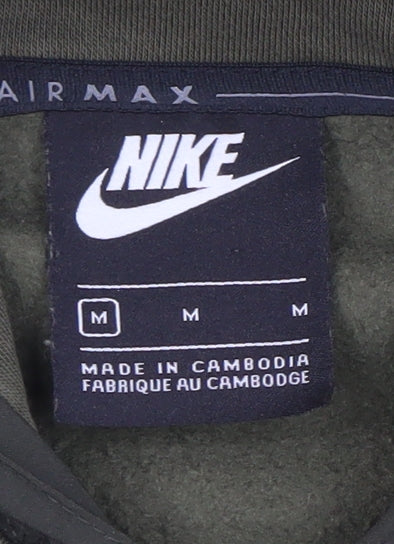 AIR MAX
NIKE
M M M
MADE IN CAMBODIA
FABRIQUE AU CAMBODGE